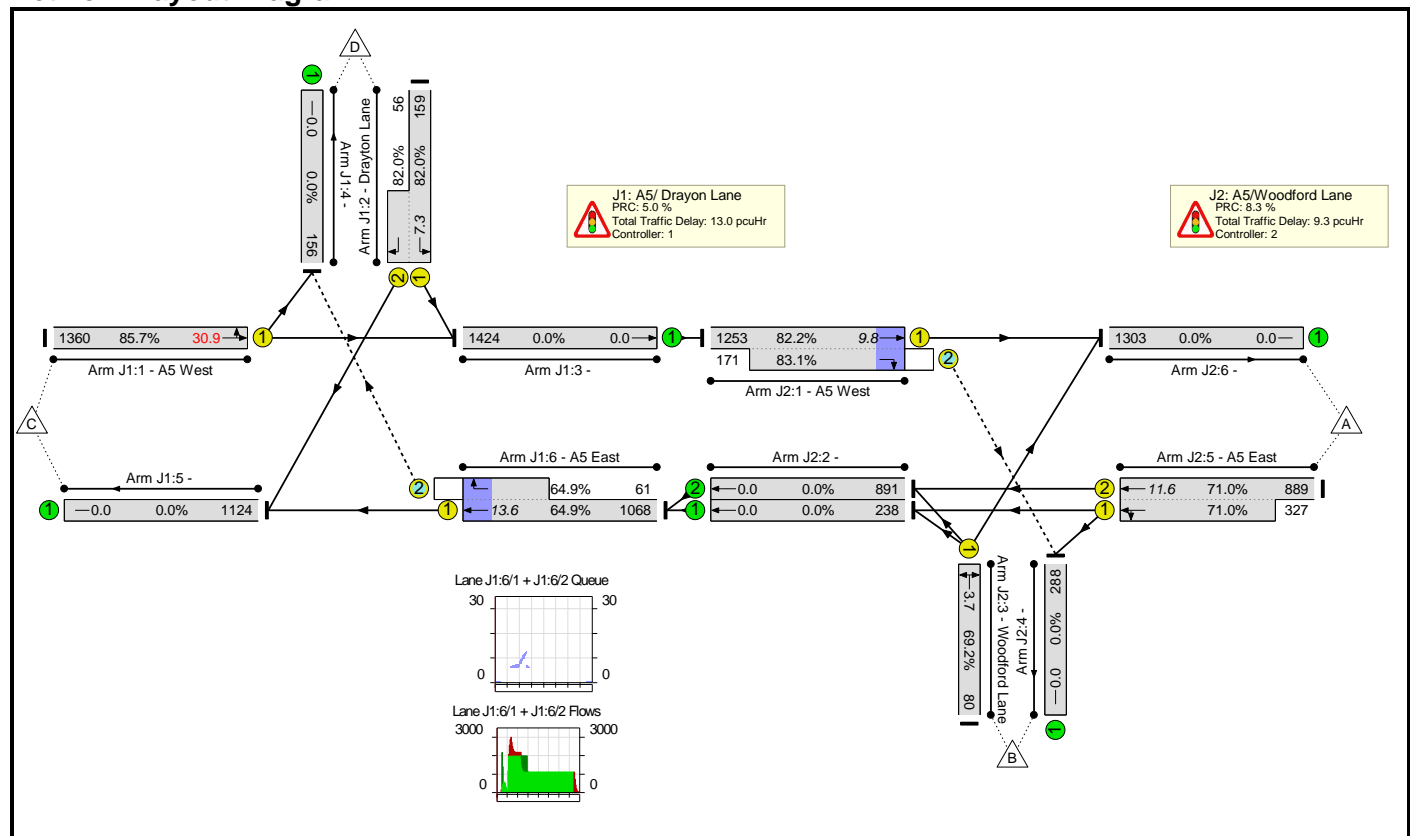 D
1
0.0
0.0%
156
Arm J1:4 -
Arm J1:2 - Drayton Lane
56
82.0%
159
82.0%
7.3
2
1
J1: A5/ Drayon Lane
PRC: 5.0 %
Total Traffic Delay: 13.0 pcuHr
Controller: 1
J2: A5/Woodford Lane
PRC: 8.3 %
Total Traffic Delay: 9.3 pcuHr
Controller: 2
1360 85.7% 30.9 1
Arm J1:1 - A5 West
1424 0.0% 0.0 1
Arm J1:3 -
1253 82.2% 9.8 1
171 83.1% 2
Arm J2:1 - A5 West
1303 0.0% 0.0 1
Arm J2:6 -
C
A
Arm J1:5 -
1 0.0 0.0% 1124
Arm J1:6 - A5 East
2 64.9% 61
1 13.6 64.9% 1068
Arm J2:2 -
2 0.0 0.0% 891
1 0.0 0.0% 238
Arm J2:5 - A5 East
2 11.6 71.0% 889
1 71.0% 327
1
3.7
69.2%
80
Arm J2:3 - Woodford Lane
Arm J2:4 -
288
0.0%
0.0
1
B
Lane J1:6/1 + J1:6/2 Queue
30 30
0 0
Lane J1:6/1 + J1:6/2 Flows
3000 3000
0 0